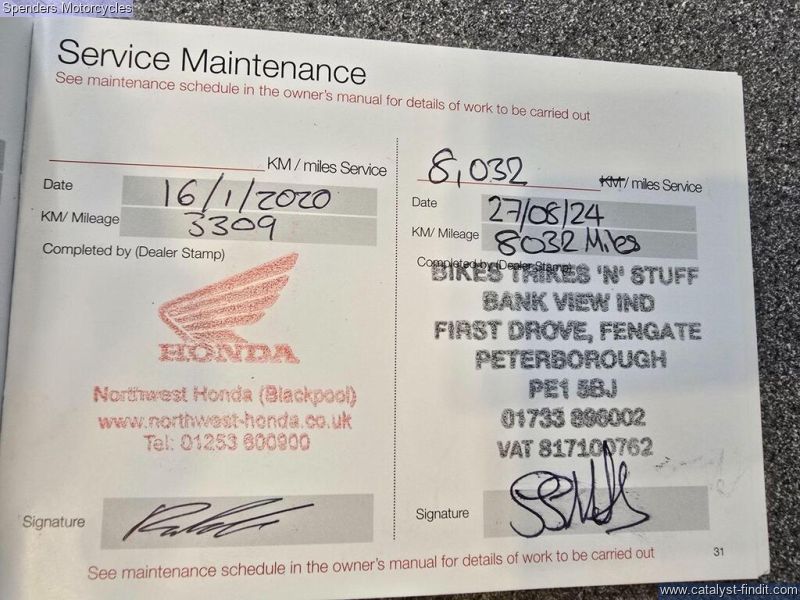 Spenders Motorcycles
Service Maintenance
See maintenance schedule in the owner's manual for details of work to be carried out
KM / miles Service
Date 16/1/2020
KM/ Mileage 3309
Completed by (Dealer Stamp)
HONDA
Northwest Honda (Blackpool)
www.northwest-honda.co.uk
Tel: 01253 600900
Signature
8,032 KM / miles Service
Date 27/08/24
KM/ Mileage 8032 Miles
Completed by (Dealer Stamp)
BIKES TRIKES 'N' STUFF
BANK VIEW IND
FIRST DROVE, FENGATE
PETERBOROUGH
PE1 5BJ
01733 896002
VAT 817100762
Signature
31
See maintenance schedule in the owner's manual for details of work to be carried out
www.catalyst-findit.com